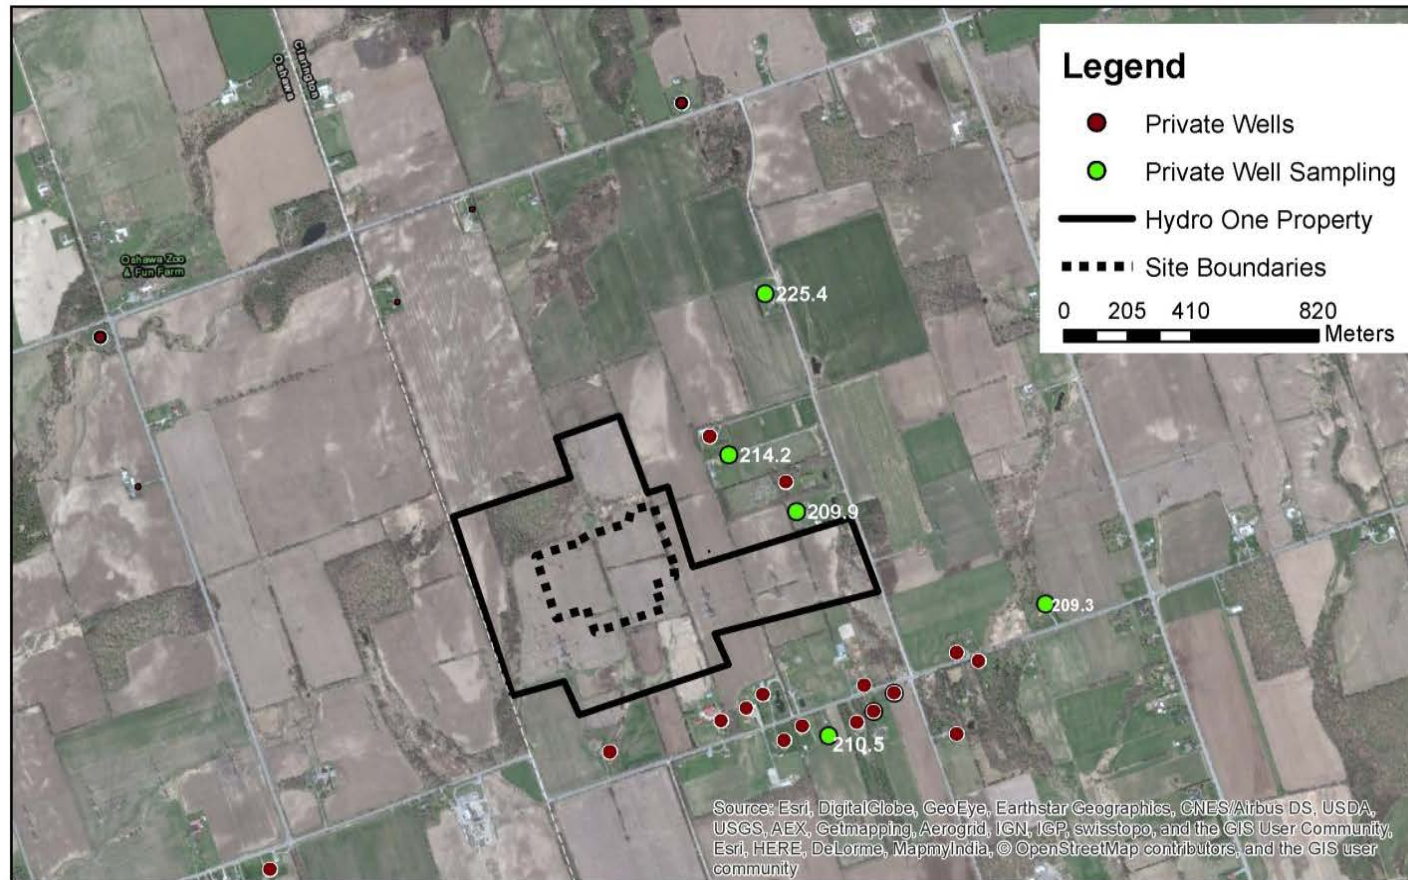 Clarington
Oshawa
Legend
Private Wells
Private Well Sampling
Hydro One Property
Site Boundaries
0 205 410 820
Meters
Oshawa Zoo
& Fun Farm
225.4
214.2
209.9
209.3
210.5
Source: Esri, DigitalGlobe, GeoEye, Earthstar Geographics, CNES/Airbus DS, USDA,
USGS, AEX, Getmapping, Aerogrid, IGN, IGP, swisstopo, and the GIS User Community,
Esri, HERE, DeLorme, MapmyIndia, © OpenStreetMap contributors, and the GIS user
community